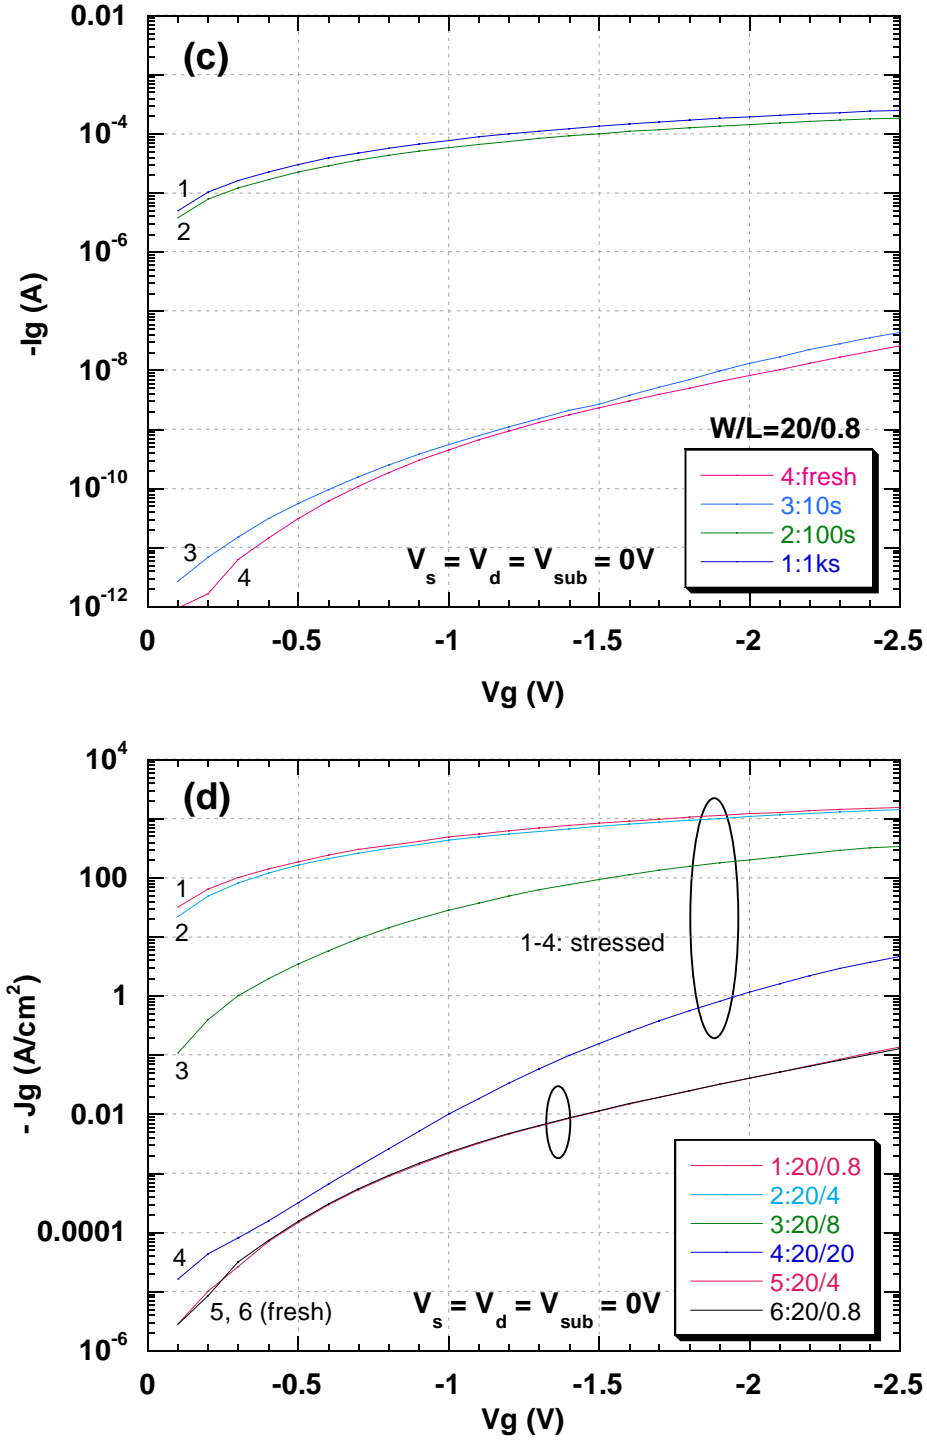 (c)
0.01
10^-4
10^-6
10^-8
10^-10
10^-12
-Ig (A)
1
2
3
4
W/L=20/0.8
4:fresh
3:10s
2:100s
1:1ks
V_s = V_d = V_sub = 0V
0 -0.5 -1 -1.5 -2 -2.5
Vg (V)
(d)
10^4
100
1
0.01
0.0001
10^-6
- Jg (A/cm^2)
1
2
3
4
1-4: stressed
5, 6 (fresh)
1:20/0.8
2:20/4
3:20/8
4:20/20
5:20/4
6:20/0.8
V_s = V_d = V_sub = 0V
0 -0.5 -1 -1.5 -2 -2.5
Vg (V)